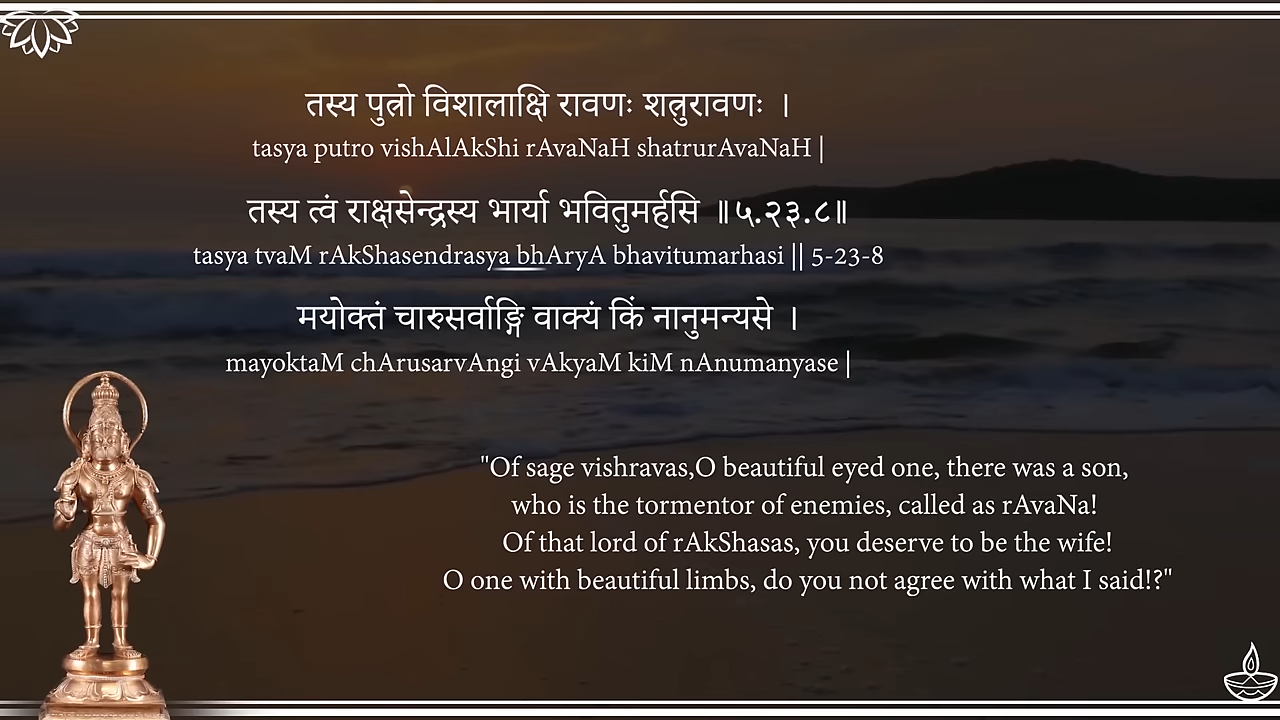 तस्य पुत्रो विशालाक्षि रावणः शत्रुरावणः ।
tasya putro vishAlAkShi rAvaNaH shatrurAvaNaH |
तस्य त्वं राक्षसेन्द्रस्य भार्या भवितुमर्हसि ॥५.२३.८॥
tasya tvaM rAkShasendrasya bhAryA bhavitumarhasi || 5-23-8
मयोक्तं चारुसर्वाङ्गि वाक्यं किं नानुमन्यसे ।
mayoktaM chArusarvAngi vAkyaM kiM nAnumanyase |
"Of sage vishravas,O beautiful eyed one, there was a son,
who is the tormentor of enemies, called as rAvaNa!
Of that lord of rAkShasas, you deserve to be the wife!
O one with beautiful limbs, do you not agree with what I said!?"